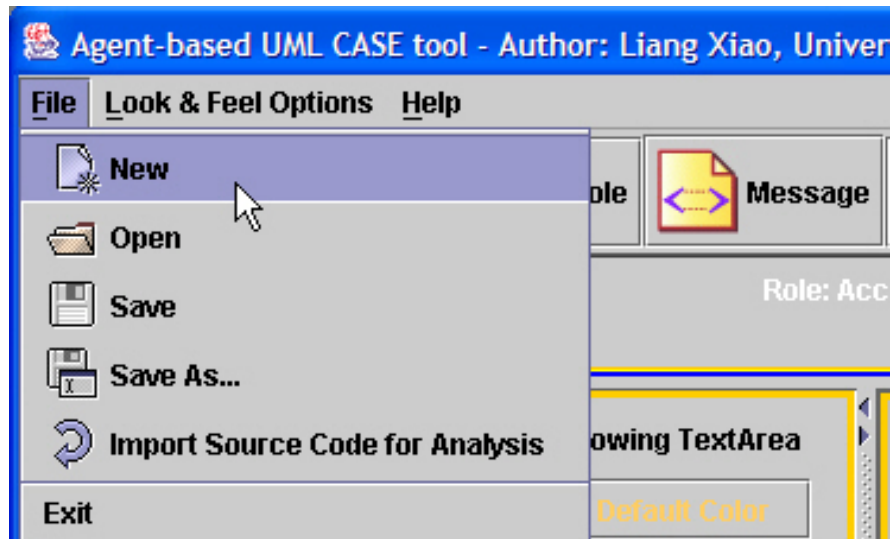 Agent-based UML CASE tool - Author: Liang Xiao, Univer
File Look & Feel Options Help
New
ole Message
Open
Role: Acc
Save
Save As...
Import Source Code for Analysis
owing TextArea
Exit
Default Color